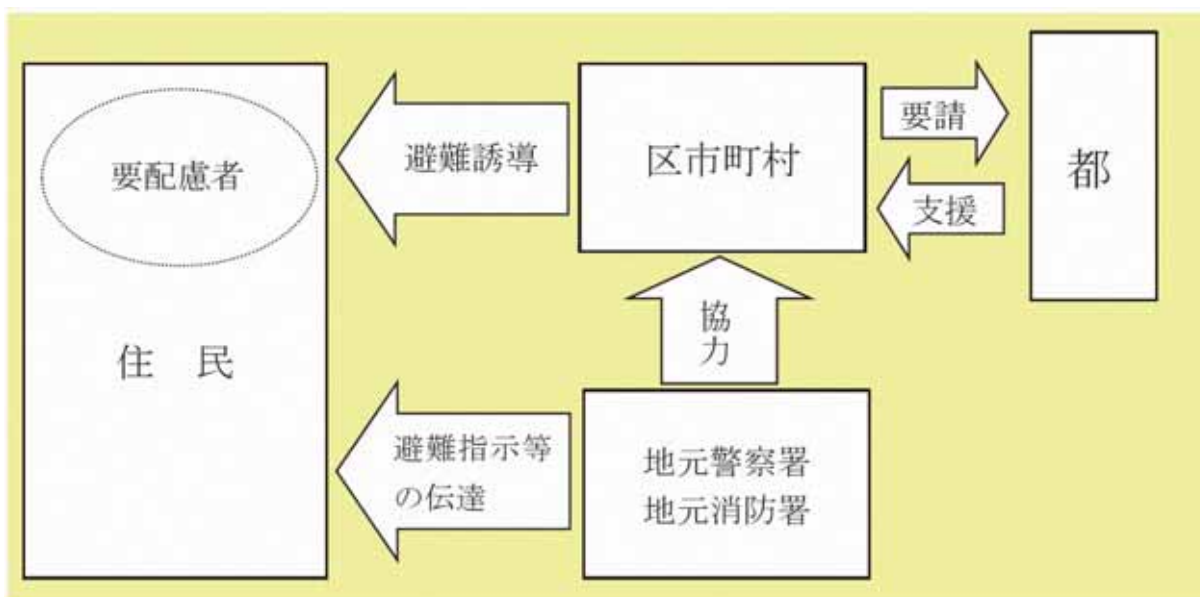 要配慮者
住　民
避難誘導
区市町村
要請
支援
都
協
力
避難指示等
の伝達
地元警察署
地元消防署